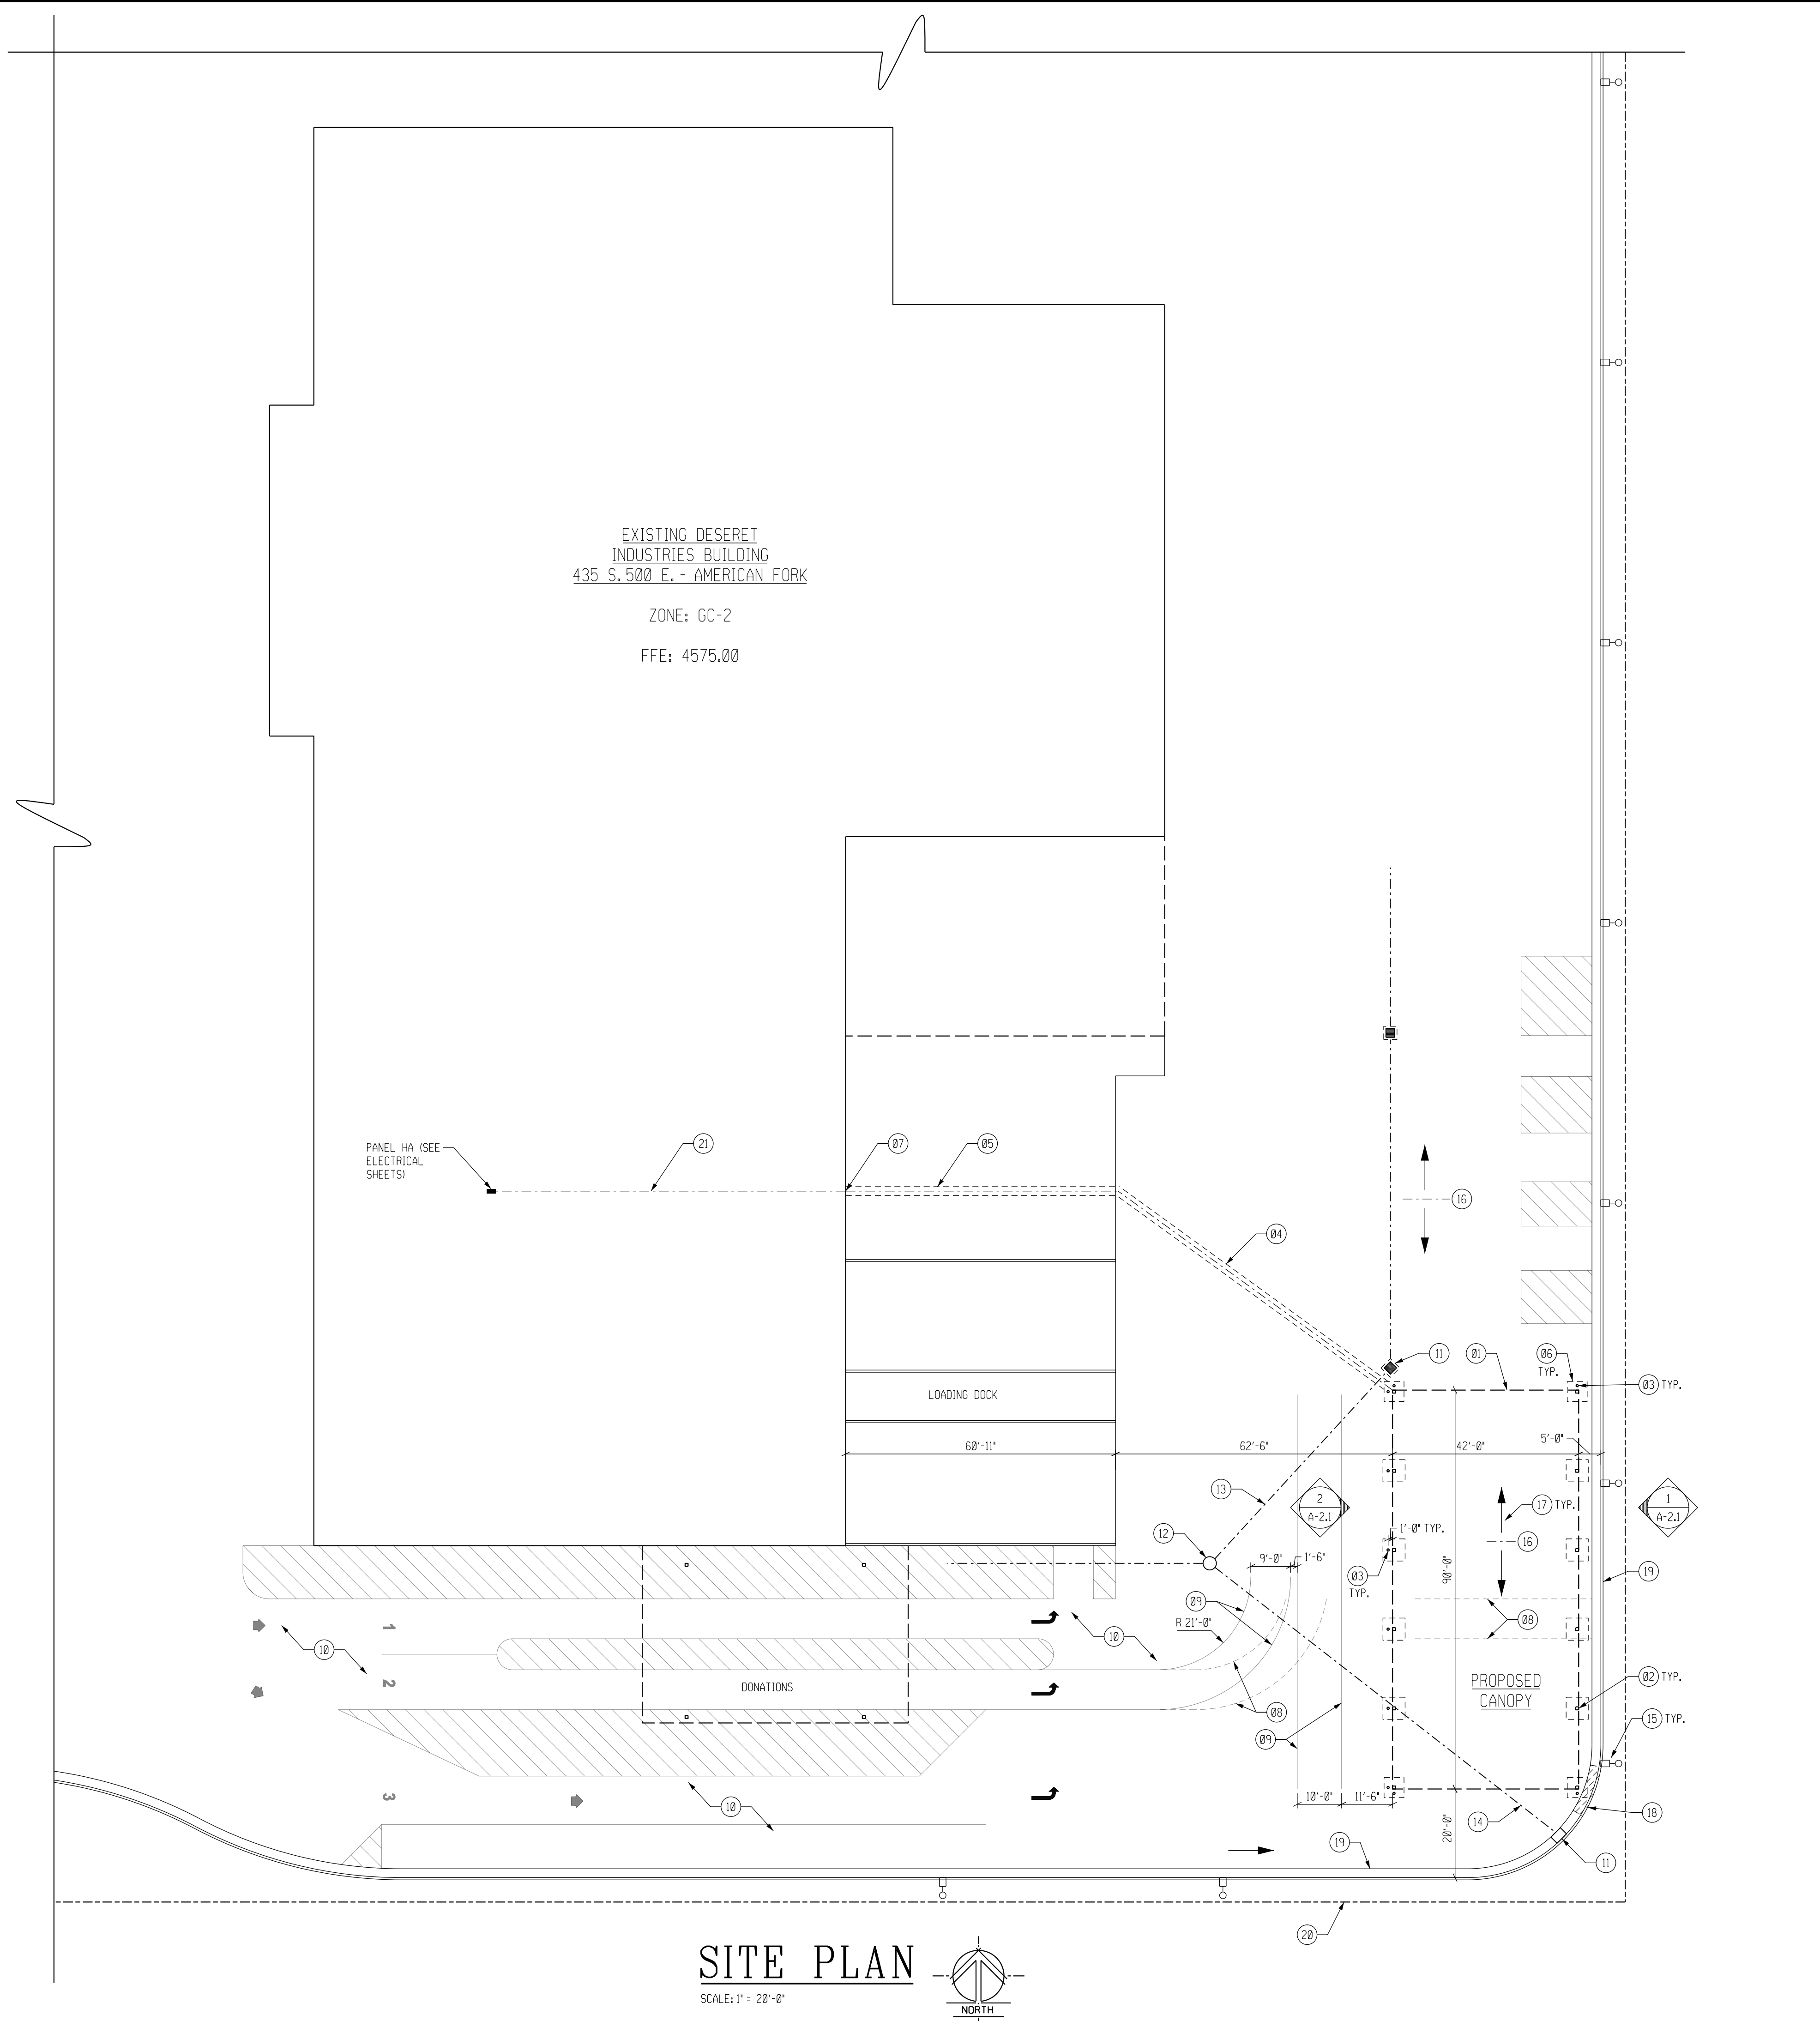 EXISTING DESERET
INDUSTRIES BUILDING
435 S. 500 E. - AMERICAN FORK
ZONE: GC-2
FFE: 4575.00
PANEL HA (SEE
ELECTRICAL
SHEETS)
21
07
05
16
04
11
01
06
TYP.
03 TYP.
LOADING DOCK
60'-11"
62'-6"
42'-0"
5'-0"
13
2
A-2.1
17 TYP.
1
A-2.1
12
1'-0" TYP.
16
9'-0"
1'-6"
03
TYP.
90'-0"
19
09
R 21'-0"
08
1
10
10
2
DONATIONS
PROPOSED
CANOPY
02 TYP.
08
15 TYP.
09
3
10
10'-0"
11'-6"
14
18
20'-0"
19
11
20
SITE PLAN
SCALE: 1" = 20'-0"
NORTH